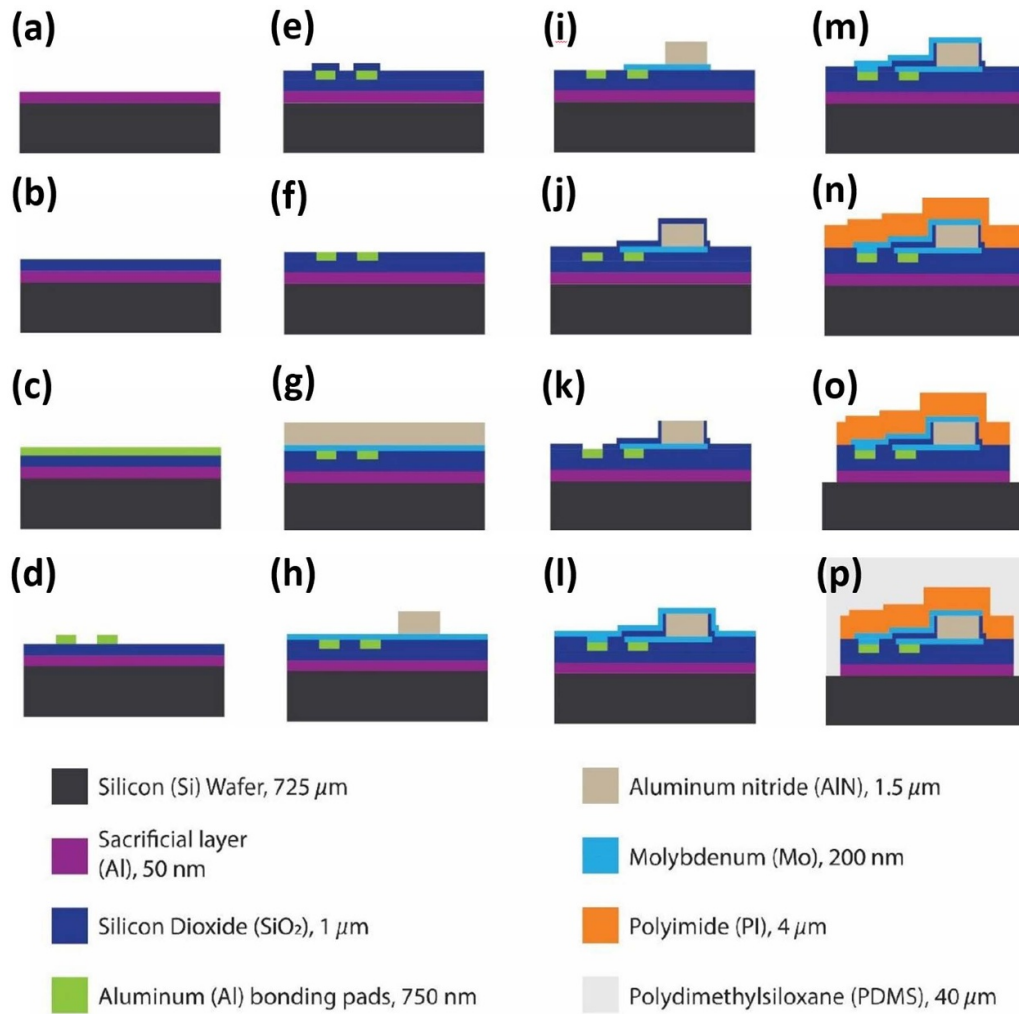 (a)
(e)
(i)
(m)
(b)
(f)
(j)
(n)
(c)
(g)
(k)
(o)
(d)
(h)
(l)
(p)
Silicon (Si) Wafer, 725 μm
Sacrificial layer
(Al), 50 nm
Silicon Dioxide (SiO₂), 1 μm
Aluminum (Al) bonding pads, 750 nm
Aluminum nitride (AlN), 1.5 μm
Molybdenum (Mo), 200 nm
Polyimide (PI), 4 μm
Polydimethylsiloxane (PDMS), 40 μm